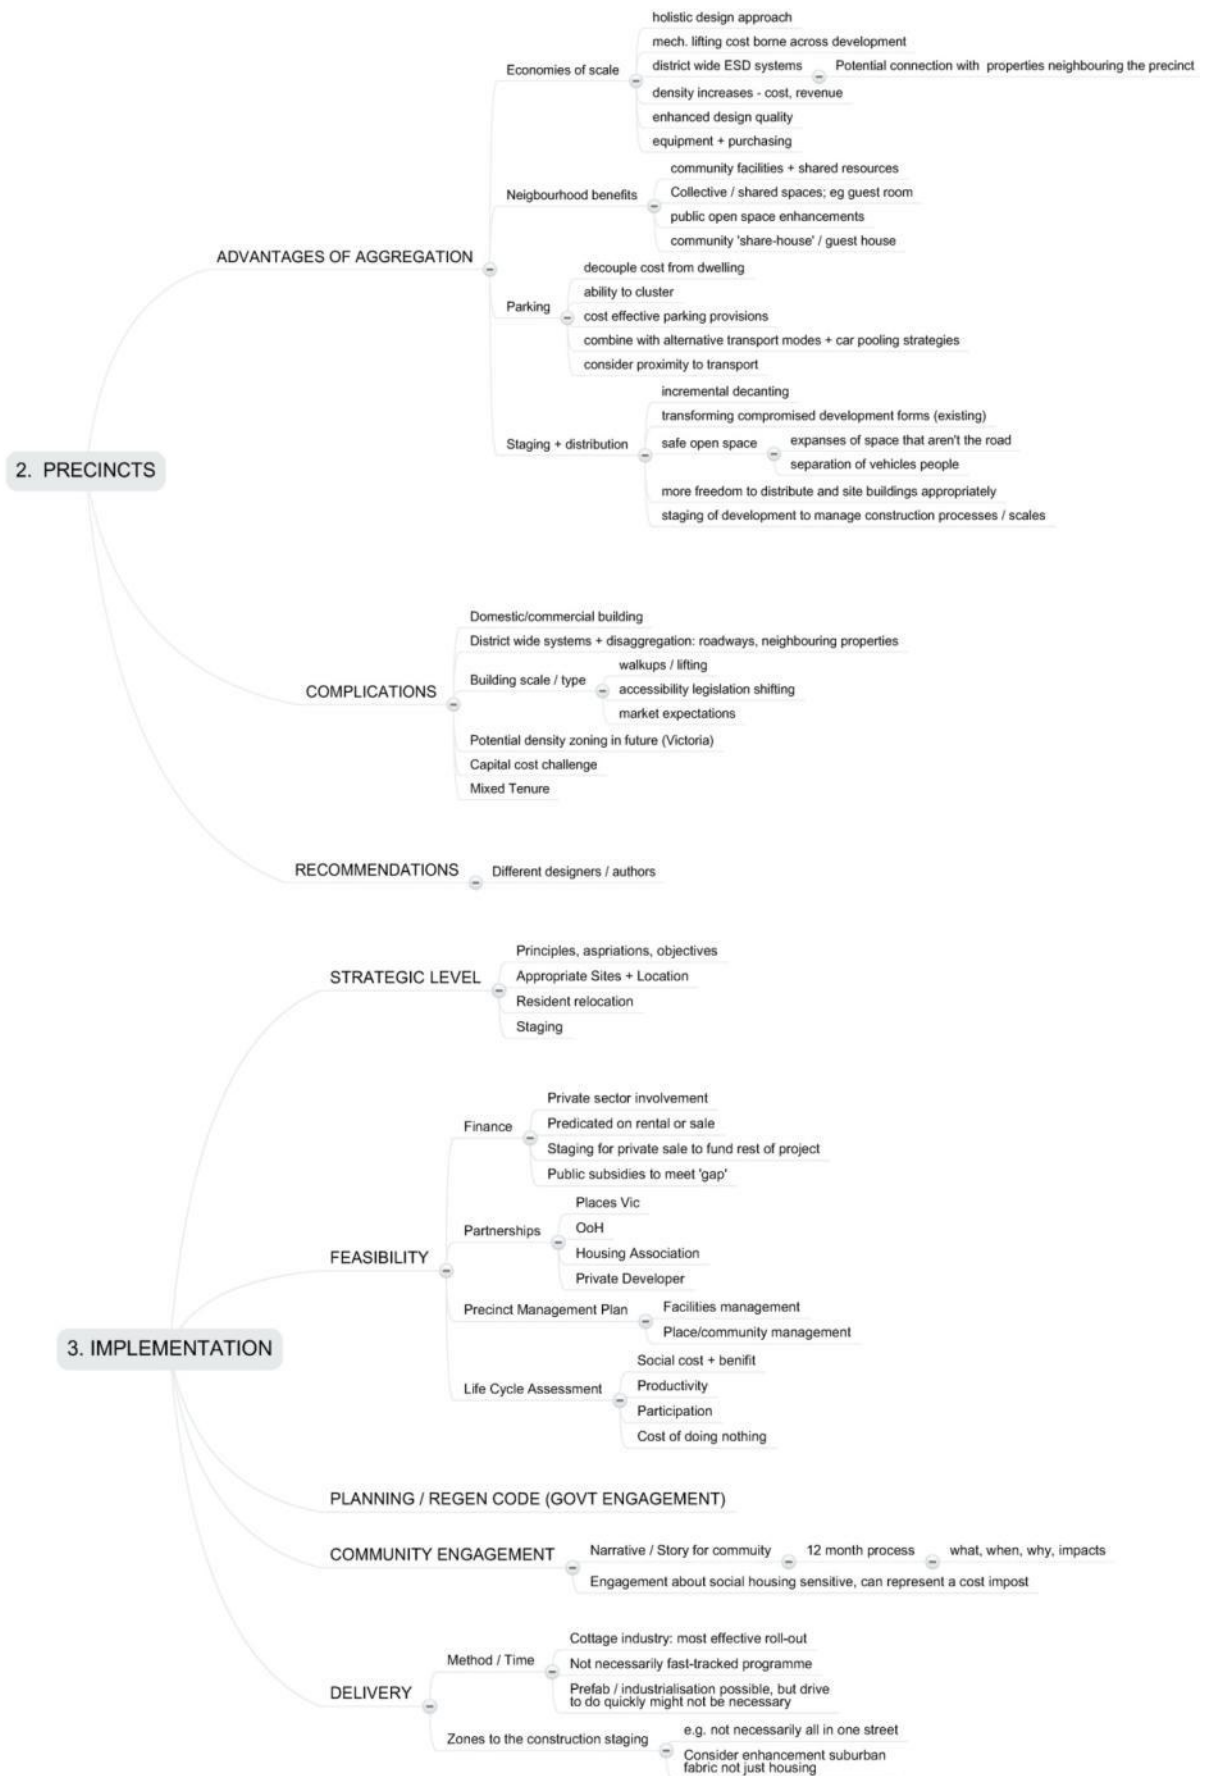 2. PRECINCTS
ADVANTAGES OF AGGREGATION
Economies of scale
holistic design approach
mech. lifting cost borne across development
district wide ESD systems
Potential connection with properties neighbouring the precinct
density increases - cost, revenue
enhanced design quality
equipment + purchasing
Neigbourhood benefits
community facilities + shared resources
Collective / shared spaces; eg guest room
public open space enhancements
community 'share-house' / guest house
Parking
decouple cost from dwelling
ability to cluster
cost effective parking provisions
combine with alternative transport modes + car pooling strategies
consider proximity to transport
Staging + distribution
incremental decanting
transforming compromised development forms (existing)
safe open space
expanses of space that aren't the road
separation of vehicles people
more freedom to distribute and site buildings appropriately
staging of development to manage construction processes / scales
COMPLICATIONS
Domestic/commercial building
District wide systems + disaggregation: roadways, neighbouring properties
Building scale / type
walkups / lifting
accessibility legislation shifting
market expectations
Potential density zoning in future (Victoria)
Capital cost challenge
Mixed Tenure
RECOMMENDATIONS
Different designers / authors
3. IMPLEMENTATION
STRATEGIC LEVEL
Principles, aspriations, objectives
Appropriate Sites + Location
Resident relocation
Staging
FEASIBILITY
Finance
Private sector involvement
Predicated on rental or sale
Staging for private sale to fund rest of project
Public subsidies to meet 'gap'
Partnerships
Places Vic
OoH
Housing Association
Private Developer
Precinct Management Plan
Facilities management
Place/community management
Life Cycle Assessment
Social cost + benifit
Productivity
Participation
Cost of doing nothing
PLANNING / REGEN CODE (GOVT ENGAGEMENT)
COMMUNITY ENGAGEMENT
Narrative / Story for commuity
12 month process
what, when, why, impacts
Engagement about social housing sensitive, can represent a cost impost
DELIVERY
Method / Time
Cottage industry: most effective roll-out
Not necessarily fast-tracked programme
Prefab / industrialisation possible, but drive
to do quickly might not be necessary
Zones to the construction staging
e.g. not necessarily all in one street
Consider enhancement suburban
fabric not just housing